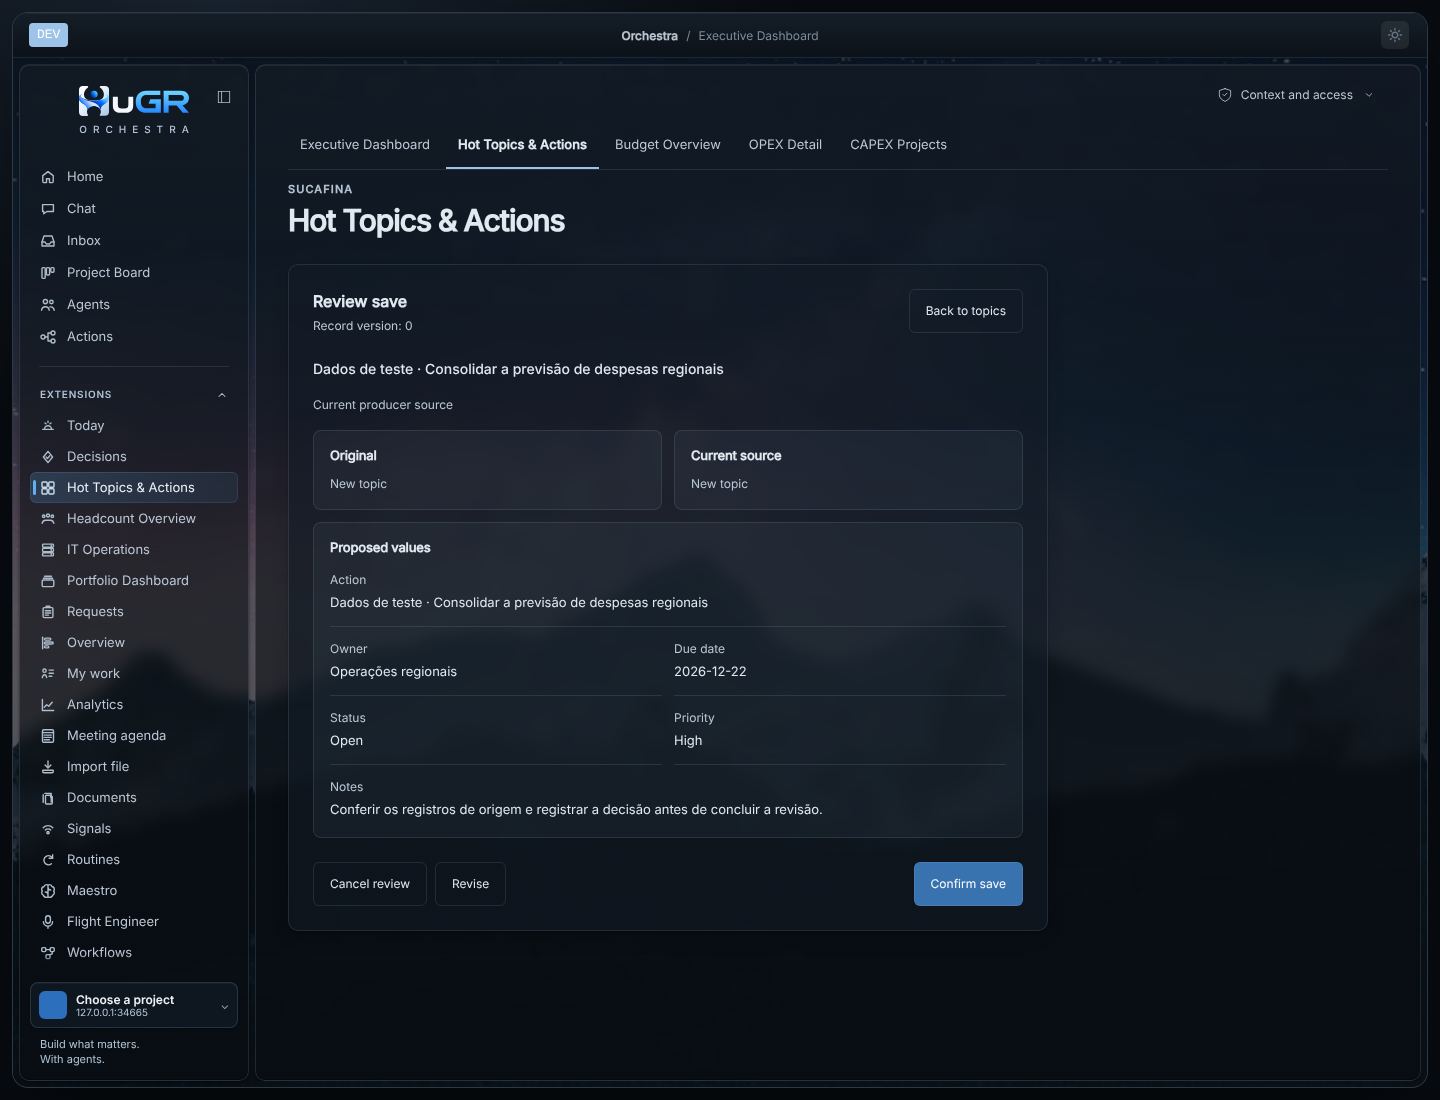 DEV
Orchestra / Executive Dashboard
HuGR
ORCHESTRA
Context and access
Home
Chat
Inbox
Project Board
Agents
Actions
EXTENSIONS
Today
Decisions
Hot Topics & Actions
Headcount Overview
IT Operations
Portfolio Dashboard
Requests
Overview
My work
Analytics
Meeting agenda
Import file
Documents
Signals
Routines
Maestro
Flight Engineer
Workflows
Choose a project
127.0.0.1:34665
Build what matters.
With agents.
Executive Dashboard Hot Topics & Actions Budget Overview OPEX Detail CAPEX Projects
SUCAFINA
Hot Topics & Actions
Review save
Record version: 0
Back to topics
Dados de teste · Consolidar a previsão de despesas regionais
Current producer source
Original
New topic
Current source
New topic
Proposed values
Action
Dados de teste · Consolidar a previsão de despesas regionais
Owner
Operações regionais
Due date
2026-12-22
Status
Open
Priority
High
Notes
Conferir os registros de origem e registrar a decisão antes de concluir a revisão.
Cancel review
Revise
Confirm save